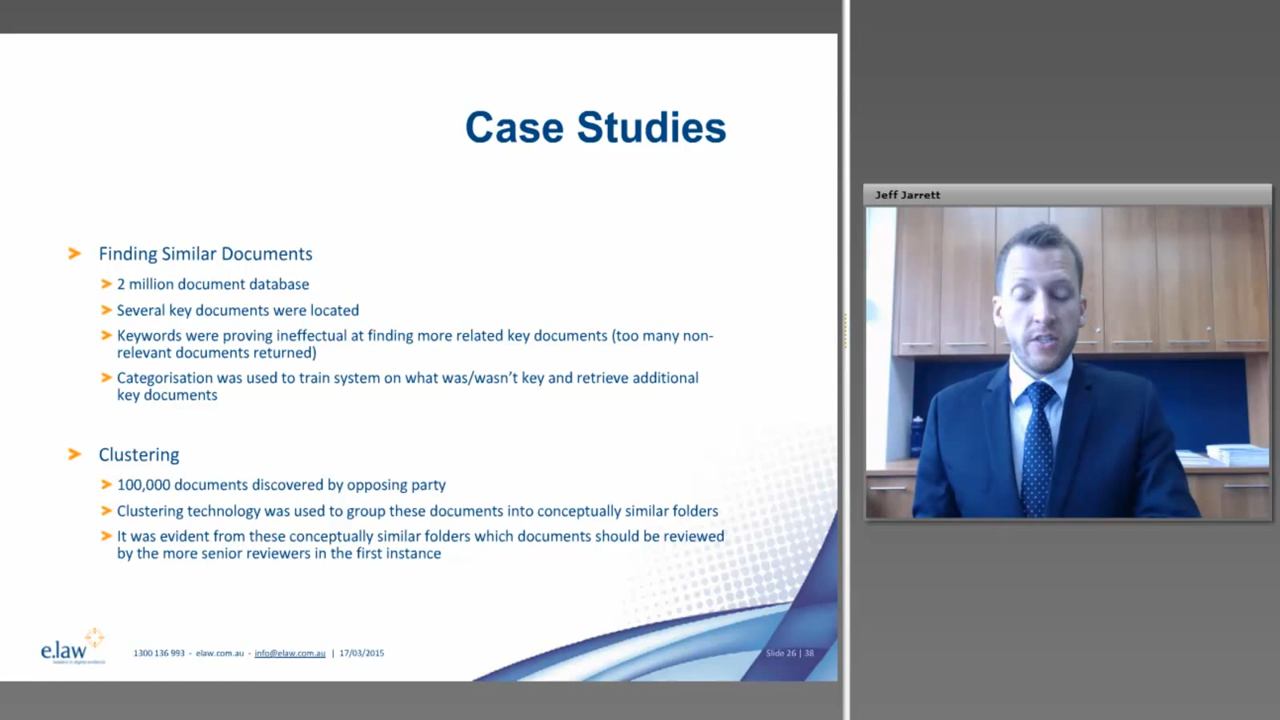 Case Studies
Finding Similar Documents
2 million document database
Several key documents were located
Keywords were proving ineffectual at finding more related key documents (too many non-
relevant documents returned)
Categorisation was used to train system on what was/wasn't key and retrieve additional
key documents
Clustering
100,000 documents discovered by opposing party
Clustering technology was used to group these documents into conceptually similar folders
It was evident from these conceptually similar folders which documents should be reviewed
by the more senior reviewers in the first instance
e.law
leaders in digital evidence
1300 136 993 - elaw.com.au - info@elaw.com.au | 17/03/2015
Slide 26 | 38
Jeff Jarrett